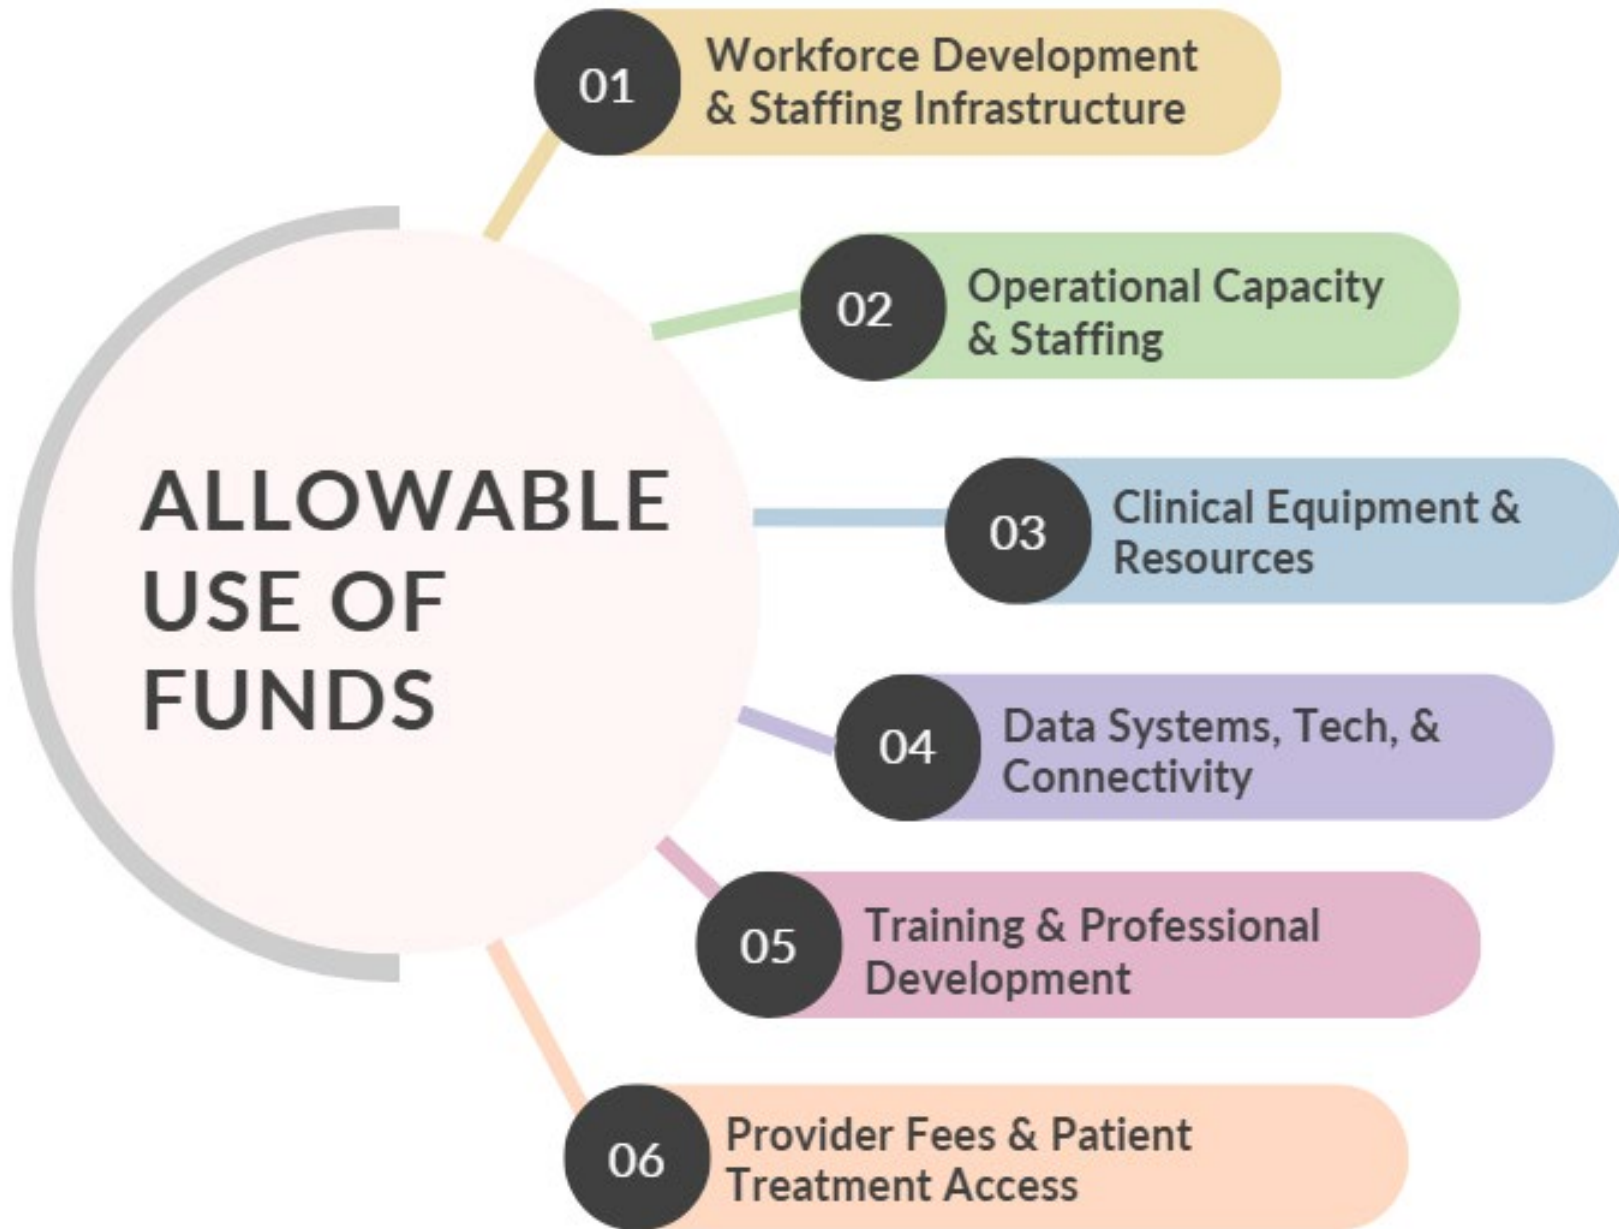 ALLOWABLE
USE OF
FUNDS
01
Workforce Development
& Staffing Infrastructure
02
Operational Capacity
& Staffing
03
Clinical Equipment &
Resources
04
Data Systems, Tech, &
Connectivity
05
Training & Professional
Development
06
Provider Fees & Patient
Treatment Access